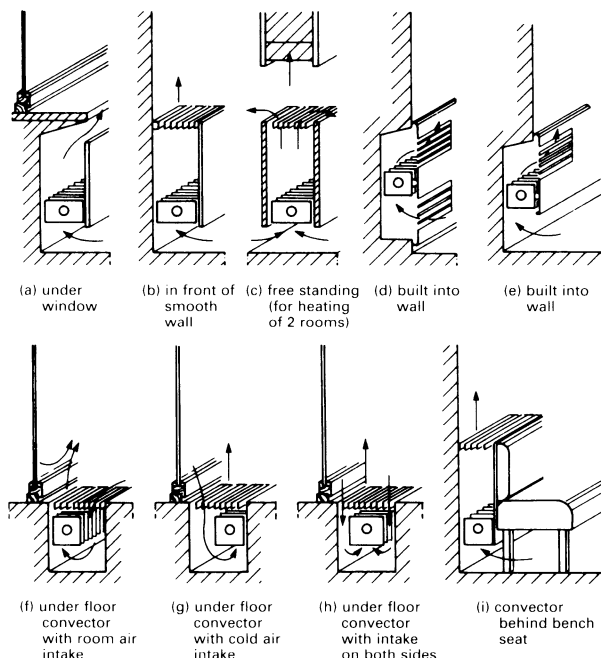 (a) under
window
(b) in front of
smooth
wall
(c) free standing
(for heating
of 2 rooms)
(d) built into
wall
(e) built into
wall
(f) under floor
convector
with room air
intake
(g) under floor
convector
with cold air
intake
(h) under floor
convector
with intake
on both sides
(i) convector
behind bench
seat